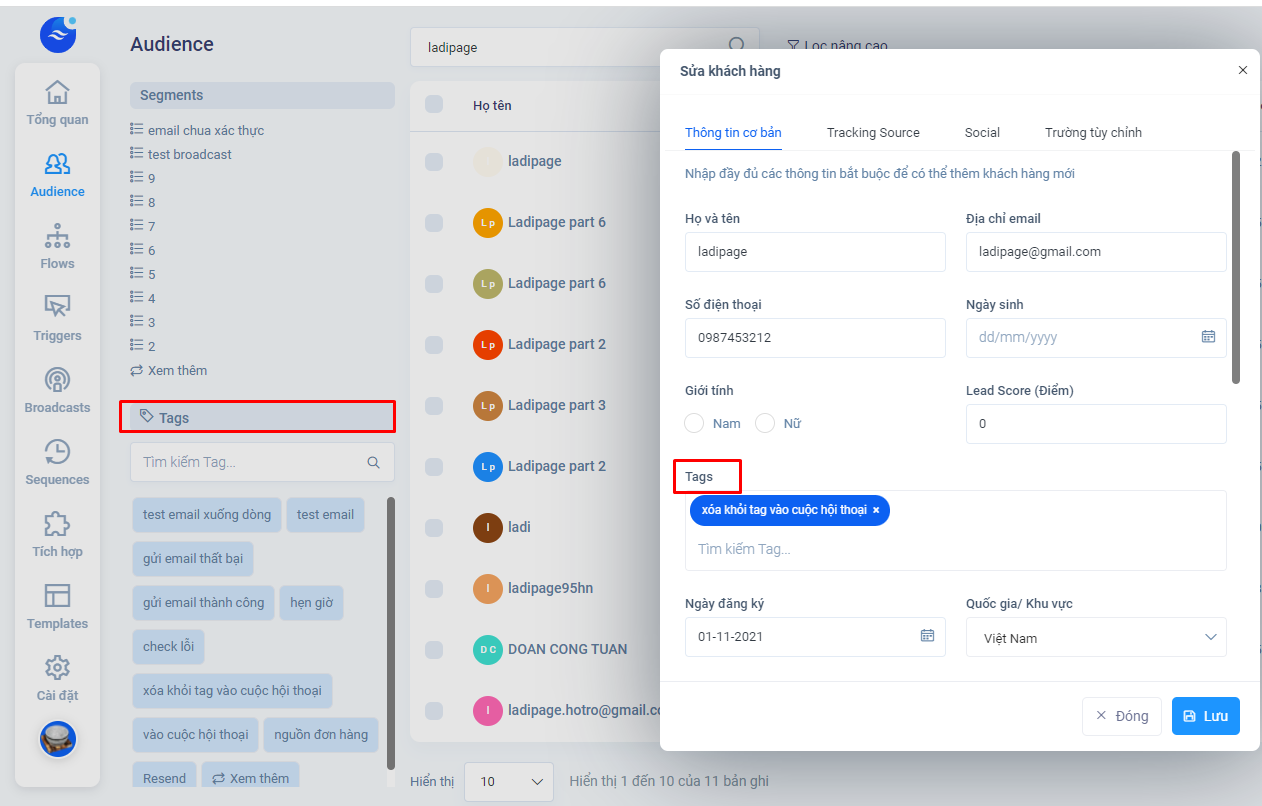 Tổng quan
Audience
Flows
Triggers
Broadcasts
Sequences
Tích hợp
Templates
Cài đặt
Audience
Segments
email chua xác thực
test broadcast
9
8
7
6
5
4
3
2
Xem thêm
Tags
Tìm kiếm Tag...
test email xuống dòng
test email
gửi email thất bại
gửi email thành công
hẹn giờ
check lỗi
xóa khỏi tag vào cuộc hội thoại
vào cuộc hội thoại
nguồn đơn hàng
Resend
Xem thêm
ladipage
Lọc nâng cao
Họ tên
ladipage
L p Ladipage part 6
L p Ladipage part 6
L p Ladipage part 2
L p Ladipage part 3
L p Ladipage part 2
l ladi
l ladipage95hn
D C DOAN CONG TUAN
l ladipage.hotro@gmail.co
Hiển thị 10 Hiển thị 1 đến 10 của 11 bản ghi
Sửa khách hàng ×
Thông tin cơ bản Tracking Source Social Trường tùy chỉnh
Nhập đầy đủ các thông tin bắt buộc để có thể thêm khách hàng mới
Họ và tên Địa chỉ email
ladipage ladipage@gmail.com
Số điện thoại Ngày sinh
0987453212 dd/mm/yyyy
Giới tính Lead Score (Điểm)
Nam Nữ 0
Tags
xóa khỏi tag vào cuộc hội thoại ×
Tìm kiếm Tag...
Ngày đăng ký Quốc gia/ Khu vực
01-11-2021 Việt Nam
× Đóng Lưu